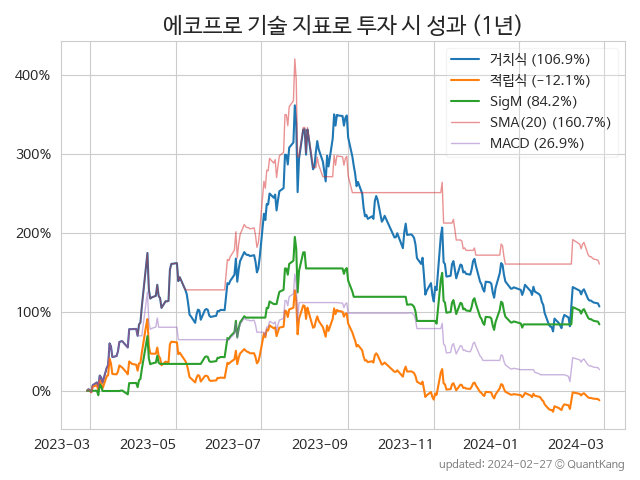 에코프로 기술 지표로 투자 시 성과 (1년)
거치식 (106.9%)
적립식 (−12.1%)
SigM (84.2%)
SMA(20) (160.7%)
MACD (26.9%)
400%
300%
200%
100%
0%
2023-03 2023-05 2023-07 2023-09 2023-11 2024-01 2024-03
updated: 2024-02-27 © QuantKang